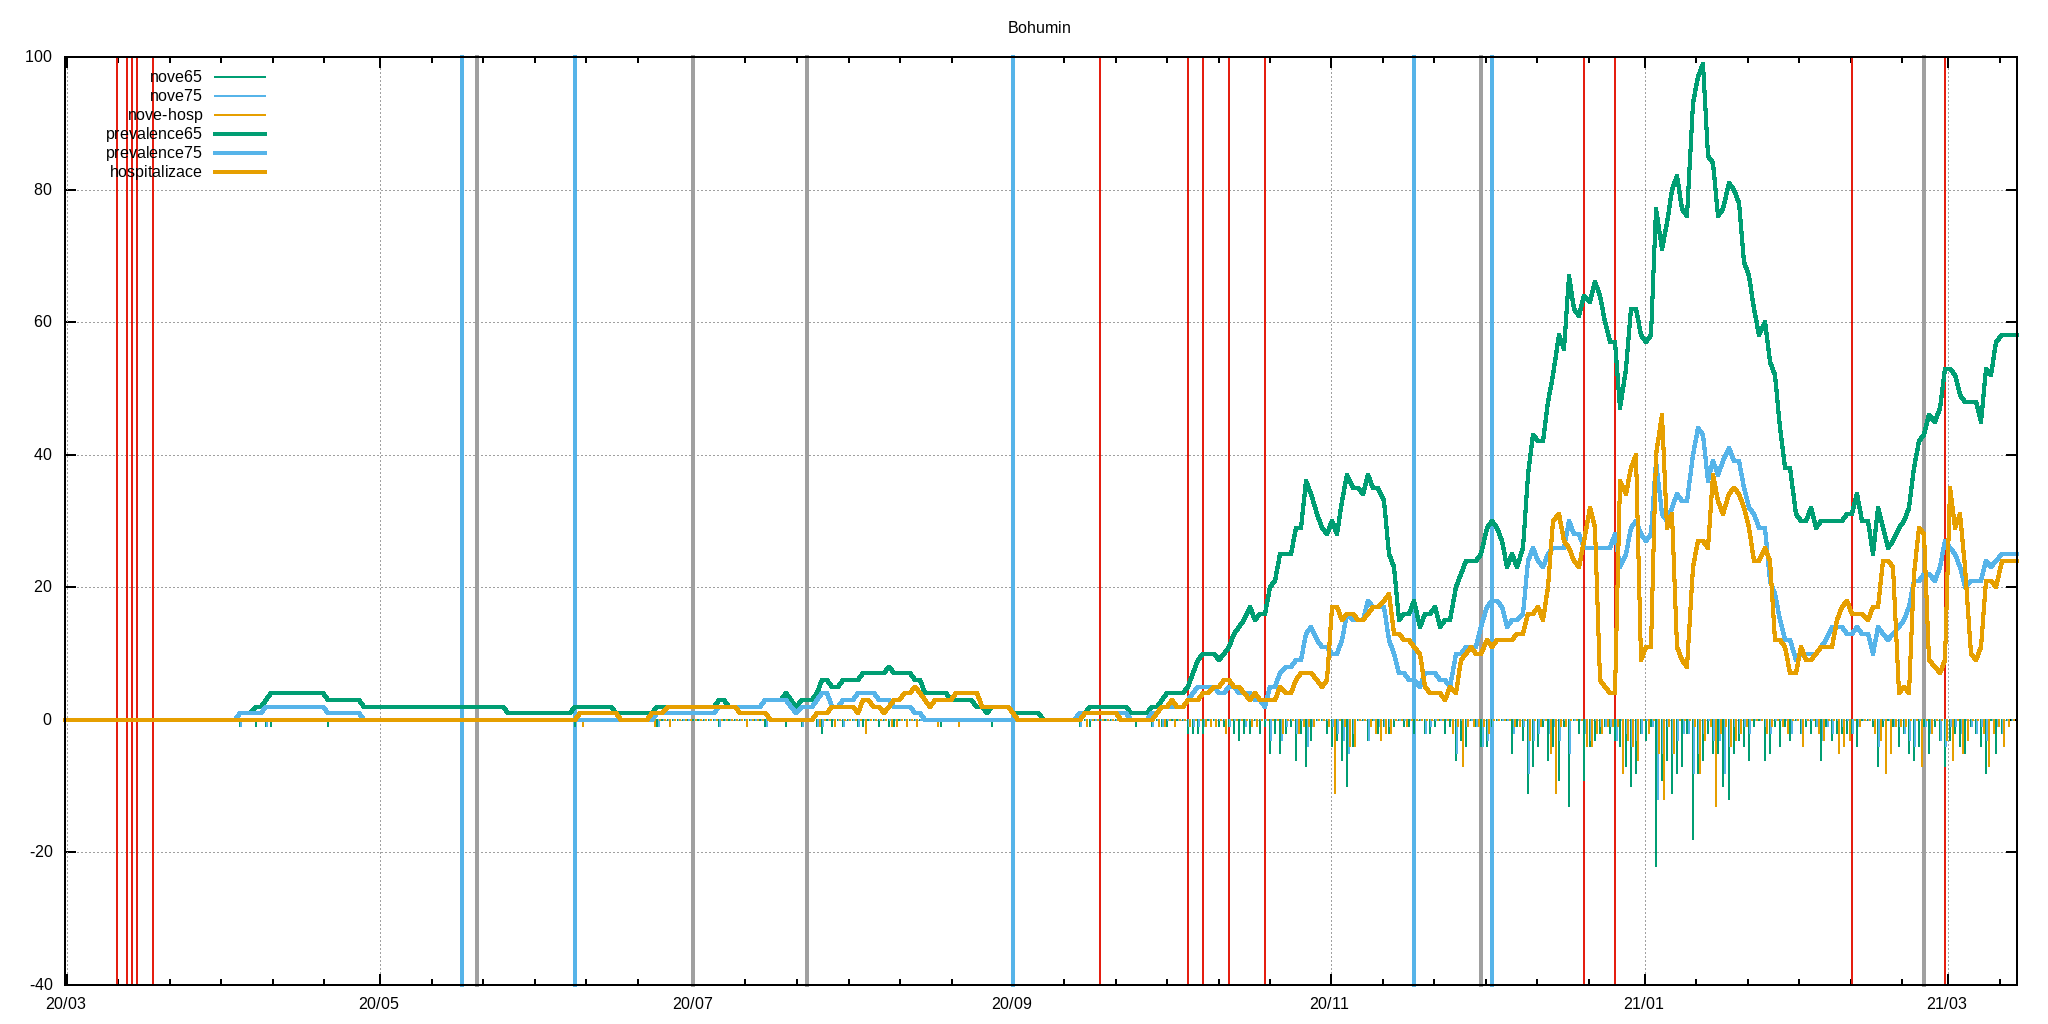 Bohumin
100
nove65
nove75
nove-hosp
prevalence65
prevalence75
hospitalizace
80
60
40
20
0
-20
-40
20/03 20/05 20/07 20/09 20/11 21/01 21/03